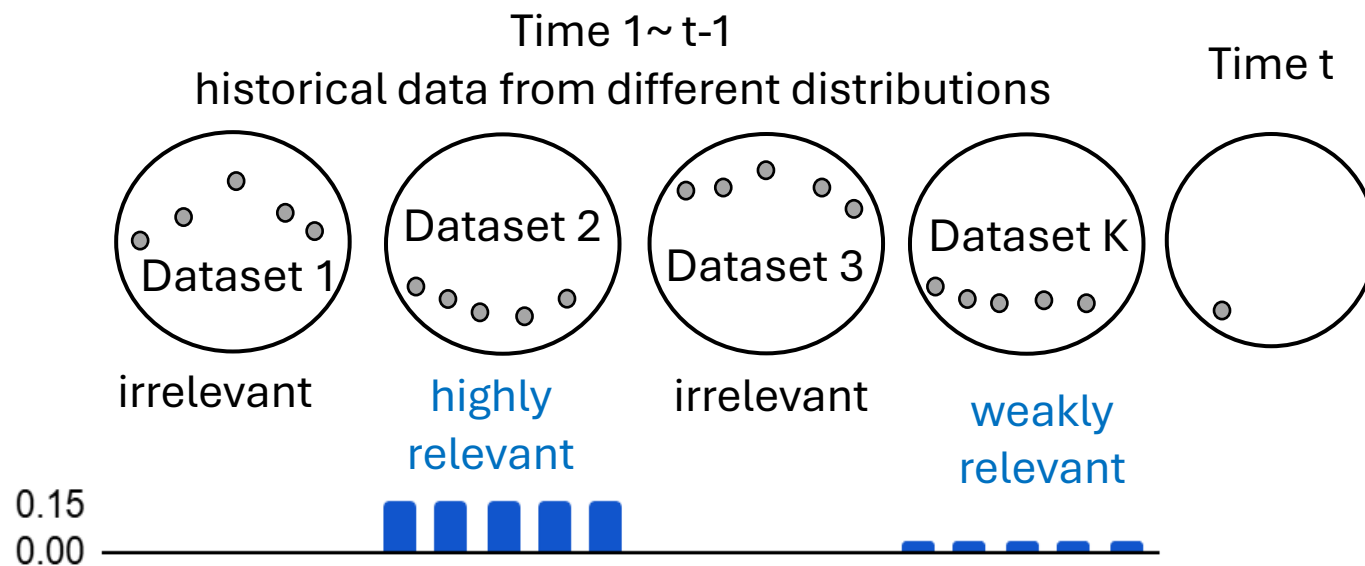 Time 1~ t-1
historical data from different distributions
Time t
Dataset 1
Dataset 2
Dataset 3
Dataset K
irrelevant
highly
relevant
irrelevant
weakly
relevant
0.15
0.00